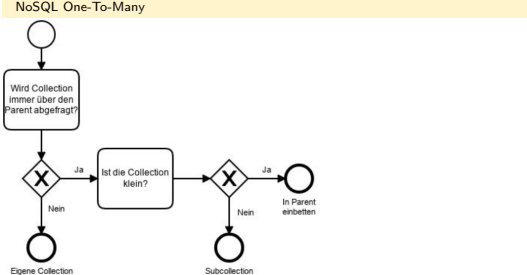 NoSQL One-To-Many
Wird Collection
immer über den
Parent abgefragt?
Ja
Ist die Collection
klein?
Ja
In Parent
einbetten
Nein
Nein
Eigene Collection
Subcollection